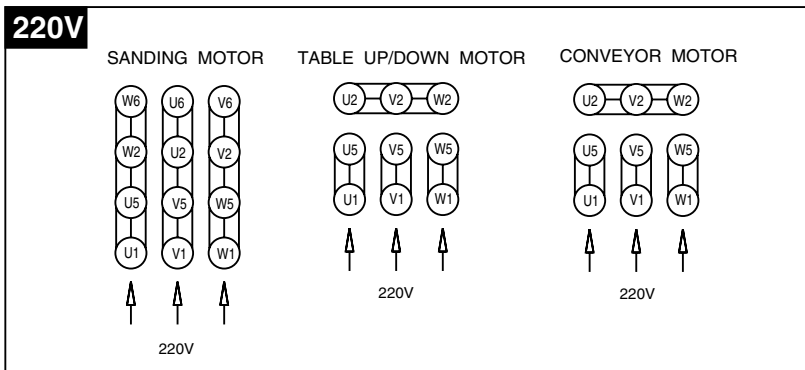 220V
SANDING MOTOR
W6 U6 V6
W2 U2 V2
U5 V5 W5
U1 V1 W1
220V
TABLE UP/DOWN MOTOR
U2 V2 W2
U5 V5 W5
U1 V1 W1
220V
CONVEYOR MOTOR
U2 V2 W2
U5 V5 W5
U1 V1 W1
220V